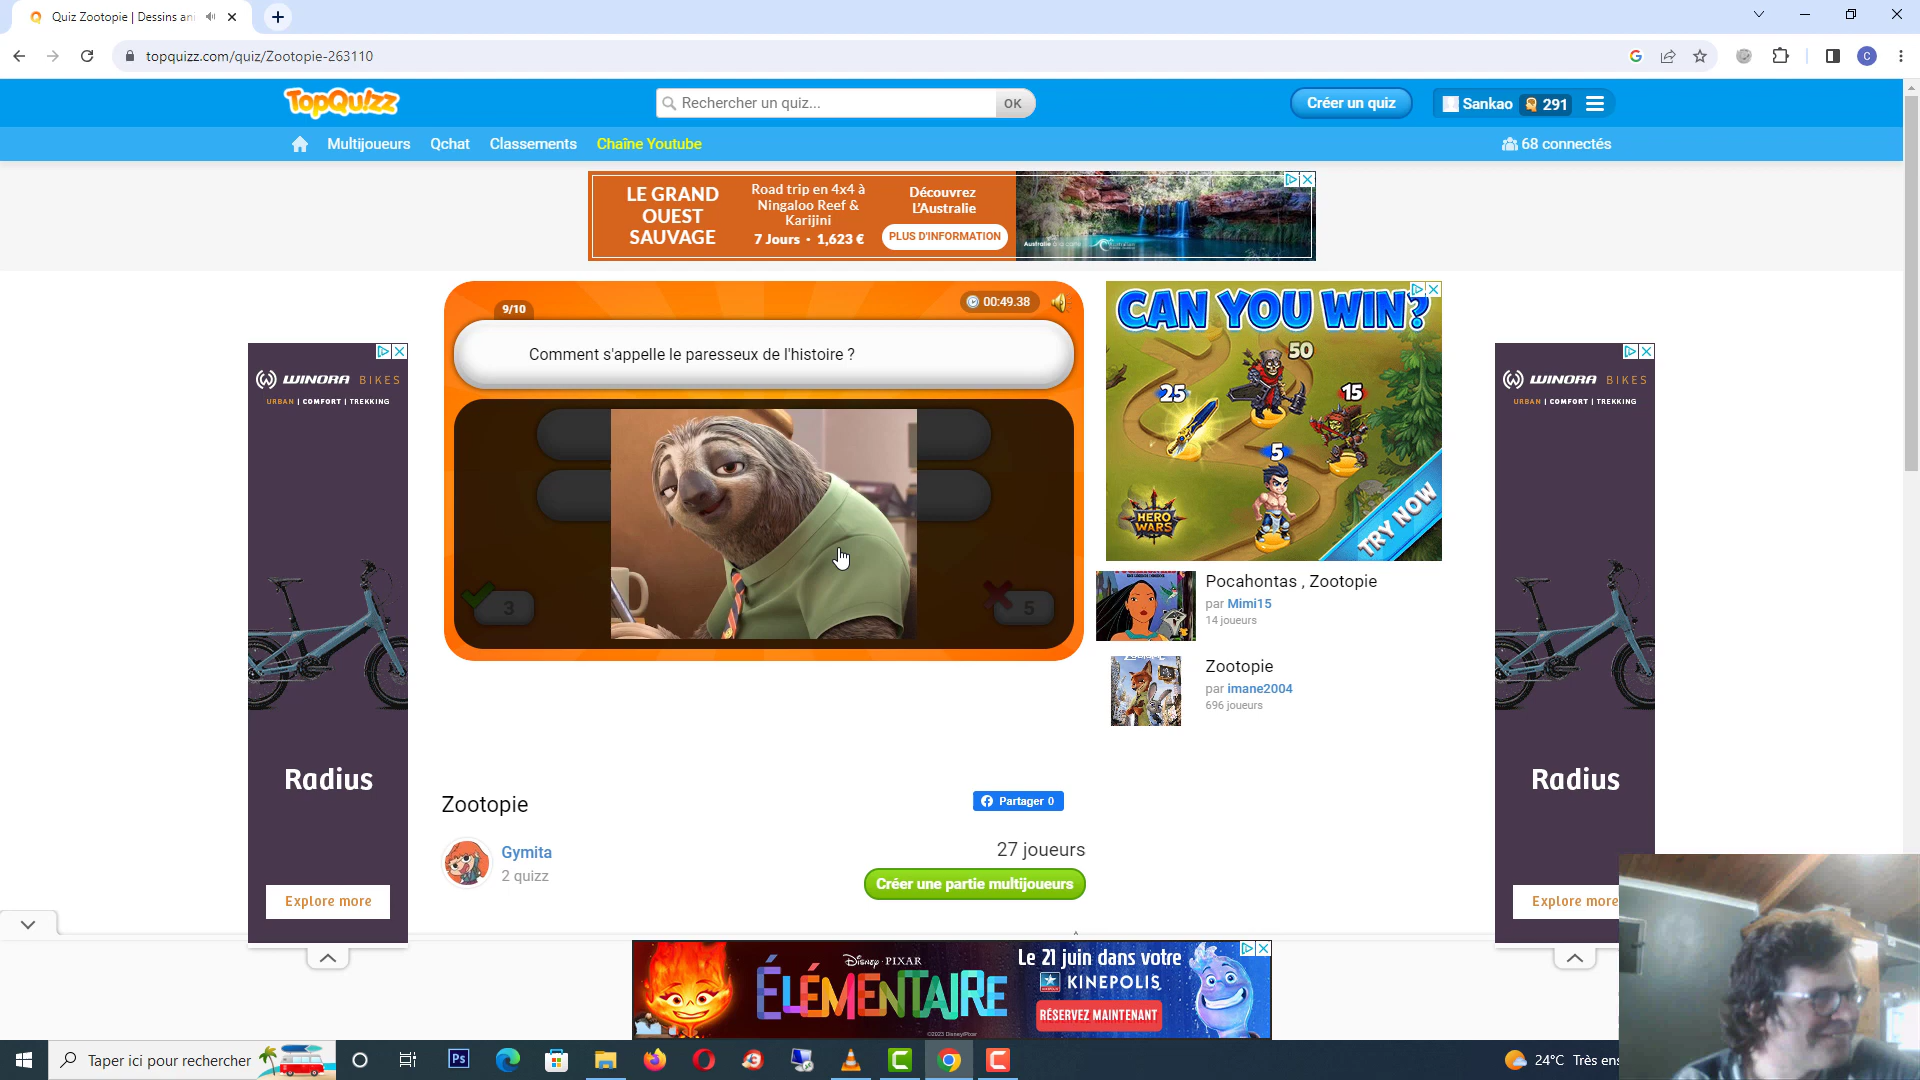 Quiz Zootopie | Dessins an
topquizz.com/quiz/Zootopie-263110
C
TopQuizz
Rechercher un quiz...
OK
Créer un quiz
Sankao
291
Multijoueurs
Qchat
Classements
Chaîne Youtube
68 connectés
LE GRAND
OUEST
SAUVAGE
Road trip en 4x4 à
Ningaloo Reef &
Karijini
7 Jours • 1,623 €
Découvrez
L'Australie
PLUS D'INFORMATION
9/10
00:49.38
Comment s'appelle le paresseux de l'histoire ?
3
5
CAN YOU WIN?
50
25
15
5
HERO
WARS
TRY NOW
WINORA BIKES
URBAN | COMFORT | TREKKING
Radius
Explore more
WINORA BIKES
URBAN | COMFORT | TREKKING
Radius
Explore more
Pocahontas , Zootopie
par Mimi15
14 joueurs
Zootopie
par imane2004
696 joueurs
Zootopie
Partager 0
Gymita
2 quizz
27 joueurs
Créer une partie multijoueurs
DISNEY · PIXAR
ÉLÉMENTAIRE
Le 21 juin dans votre
KINEPOLIS
RÉSERVEZ MAINTENANT
©2023 Disney/Pixar
Taper ici pour rechercher
Ps
24°C Très ens